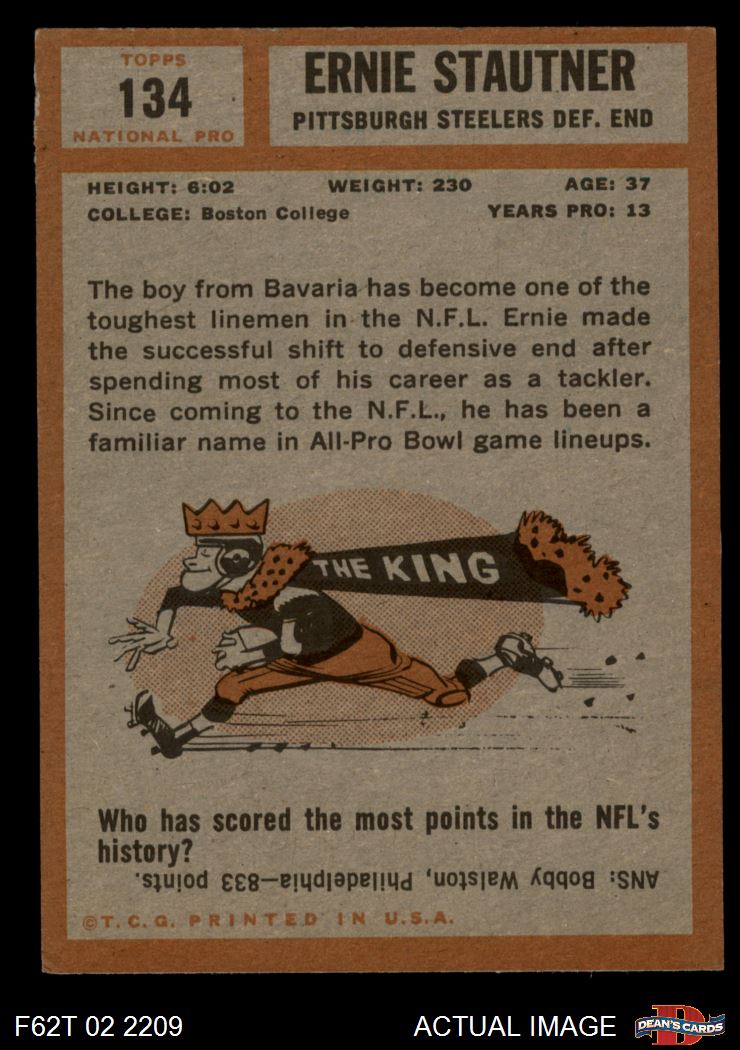 TOPPS
134
NATIONAL PRO
ERNIE STAUTNER
PITTSBURGH STEELERS DEF. END
HEIGHT: 6:02 WEIGHT: 230 AGE: 37
COLLEGE: Boston College YEARS PRO: 13
The boy from Bavaria has become one of the
toughest linemen in the N.F.L. Ernie made
the successful shift to defensive end after
spending most of his career as a tackler.
Since coming to the N.F.L., he has been a
familiar name in All-Pro Bowl game lineups.
THE KING
Who has scored the most points in the NFL's
history?
ANS: Bobby Walston, Philadelphia—833 points.
©T.C.G. PRINTED IN U.S.A.
F62T 02 2209 ACTUAL IMAGE
D
DEAN'S CARDS